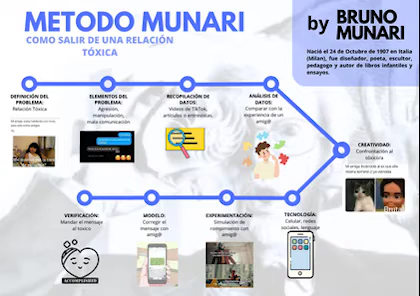 METODO MUNARI
COMO SALIR DE UNA RELACIÓN
TÓXICA
by BRUNO
MUNARI
Nació el 24 de Octubre de 1907 en Italia
(Milan), fue diseñador, poeta, escultor,
pedagogo y autor de libros infantiles y
ensayos.
DEFINICIÓN DEL
PROBLEMA:
Relación Tóxica
ELEMENTOS DEL
PROBLEMA:
Agresión,
manipulación,
mala comunicación
RECOPILACIÓN DE
DATOS:
Videos de TikTok,
artículos o entrevistas,
ANÁLISIS DE
DATOS:
Comparar con la
experiencia de un
amig@
CREATIVIDAD:
Confrontación al
tóxico/a
VERIFICACIÓN:
Mandar el mensaje
al tóxico
ACCOMPLISHED
MODELO:
Corregir el
mensaje con
amig@
EXPERIMENTACIÓN:
Simulación de
rompimiento con
amig@
TECNOLOGÍA:
Celular, redes
sociales, lenguaje